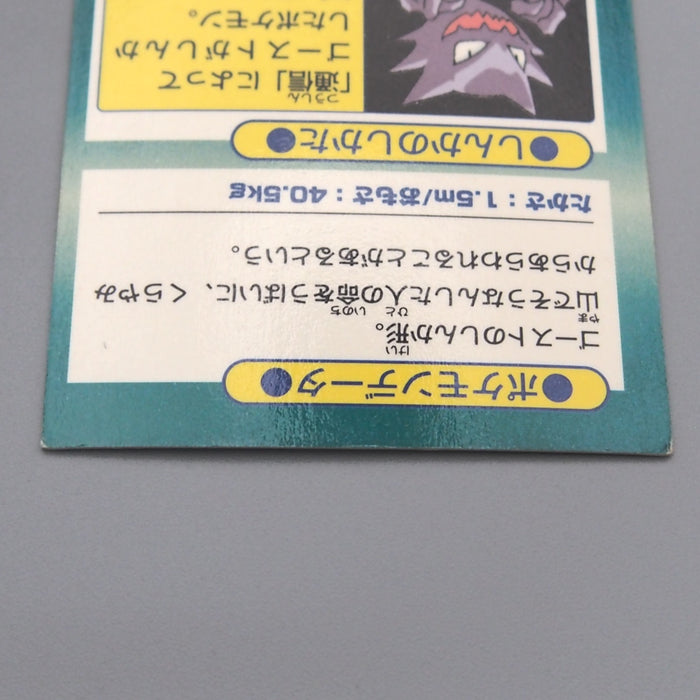 ●ポケモンデータ●
ゴーストのしんか形。
山でそうなんした人の命をうばいに、くらやみ
からあらわれることがあるという。
たかさ：1.5m/おもさ：40.5kg
●しんかのしかた●
「通信」によって
ゴーストがしんか
したポケモン。